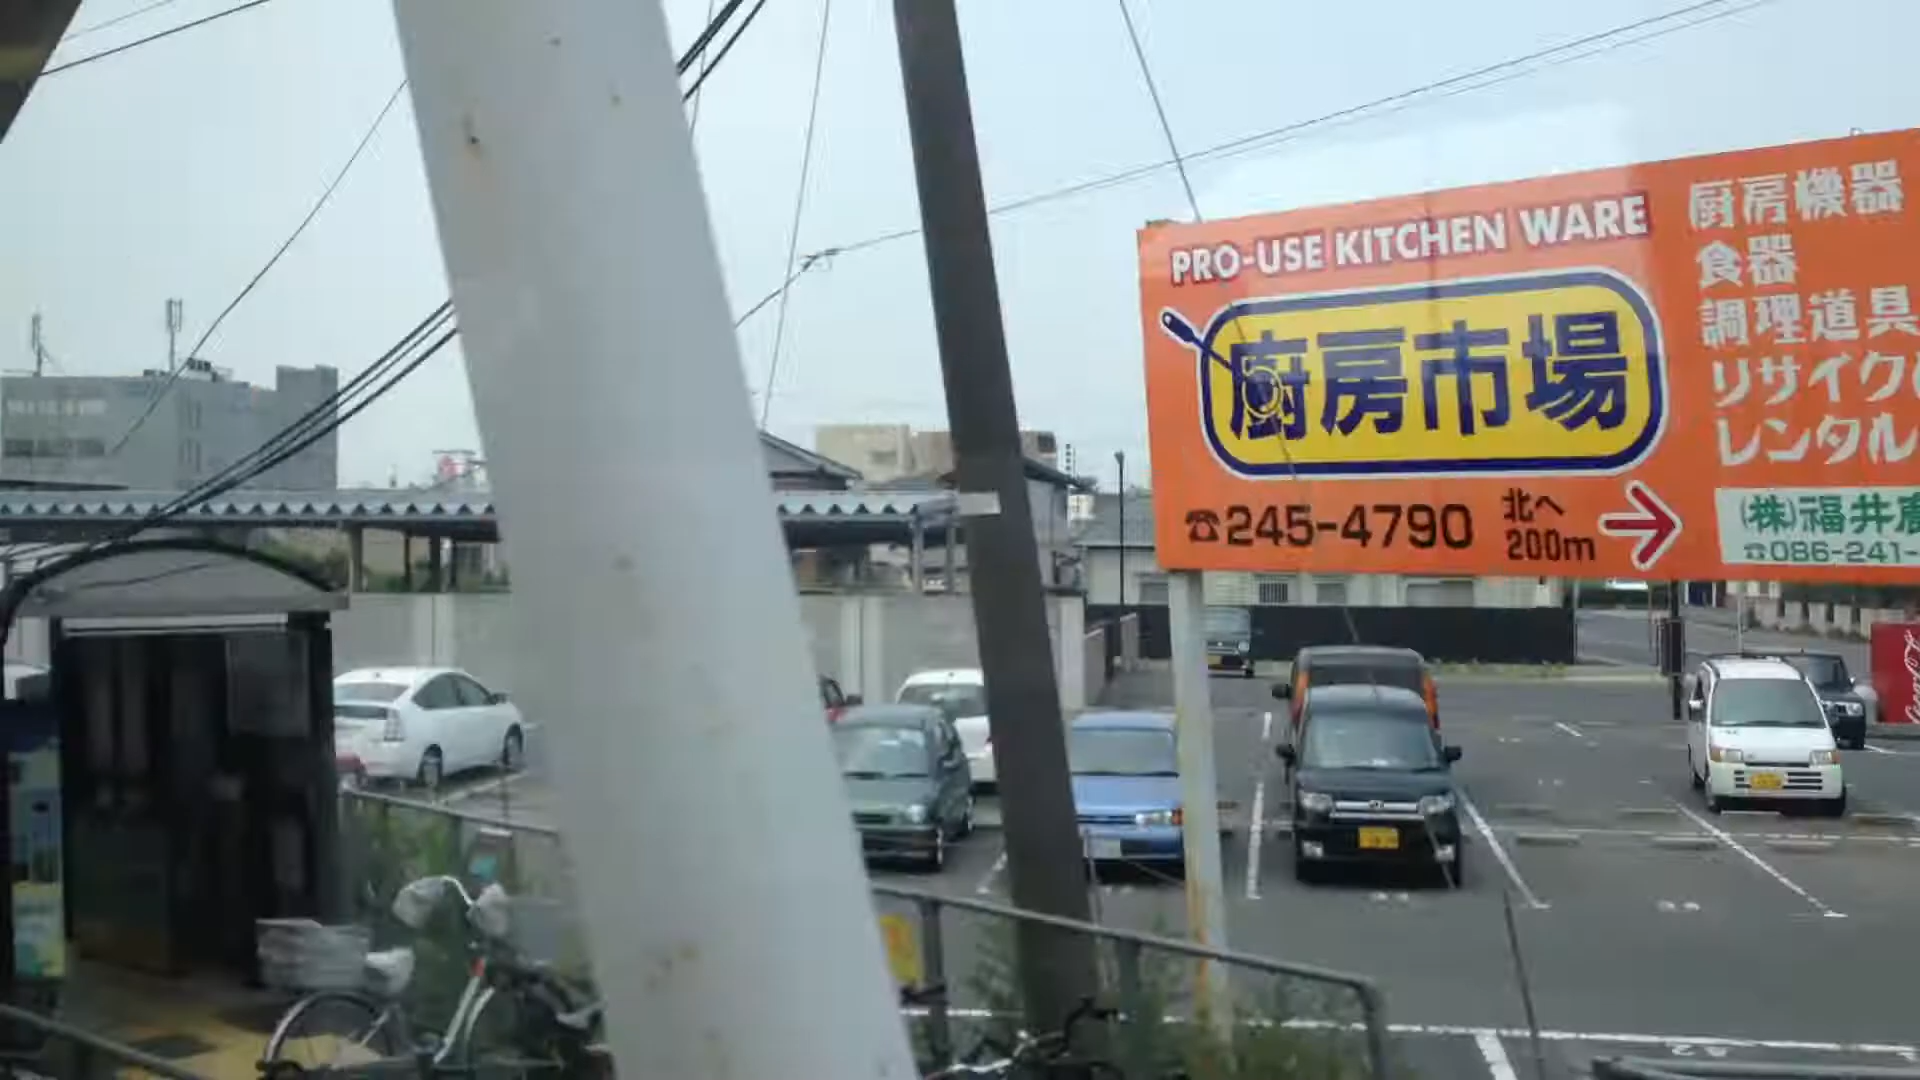 PRO-USE KITCHEN WARE
厨房市場
☎245-4790
北へ
200m
厨房機器
食器
調理道具
リサイク
レンタル
(株)福井
☎086-241-